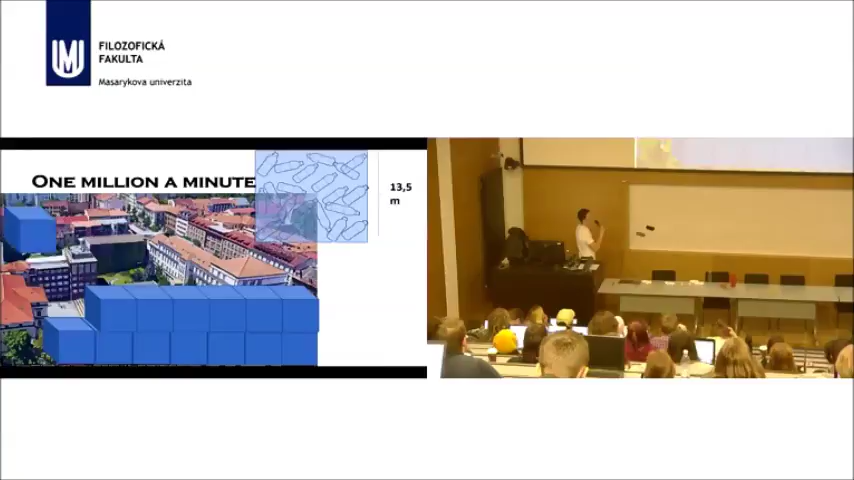 FILOZOFICKÁ
FAKULTA
Masarykova univerzita
ONE MILLION A MINUTE
13,5
m